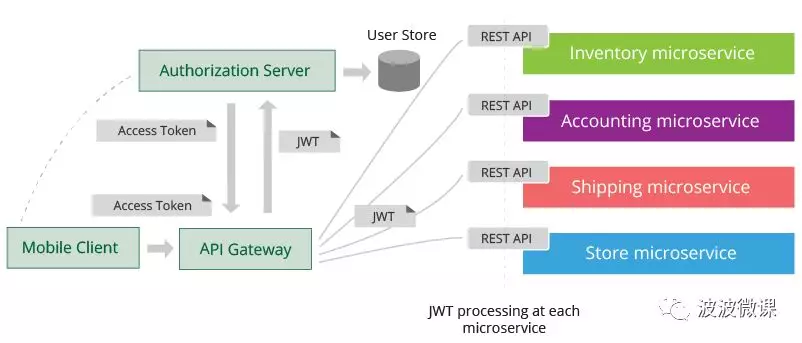 User Store
Authorization Server
REST API
Inventory microservice
Access Token
JWT
REST API
Accounting microservice
REST API
Shipping microservice
Access Token
JWT
Mobile Client
API Gateway
REST API
Store microservice
JWT processing at each
microservice
波波微课